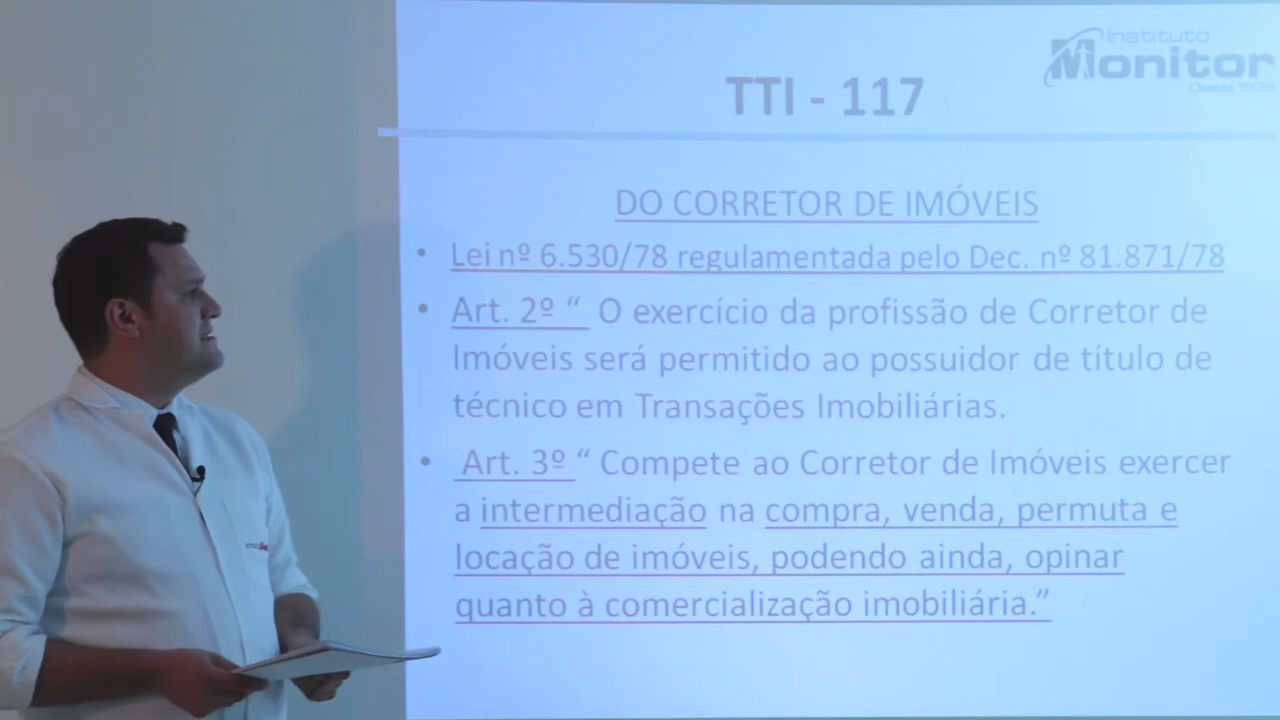 Instituto
Monitor
Desde 1939
TTI - 117
DO CORRETOR DE IMÓVEIS
• Lei nº 6.530/78 regulamentada pelo Dec. nº 81.871/78
• Art. 2º “ O exercício da profissão de Corretor de
Imóveis será permitido ao possuidor de título de
técnico em Transações Imobiliárias.
• Art. 3º “ Compete ao Corretor de Imóveis exercer
a intermediação na compra, venda, permuta e
locação de imóveis, podendo ainda, opinar
quanto à comercialização imobiliária.”